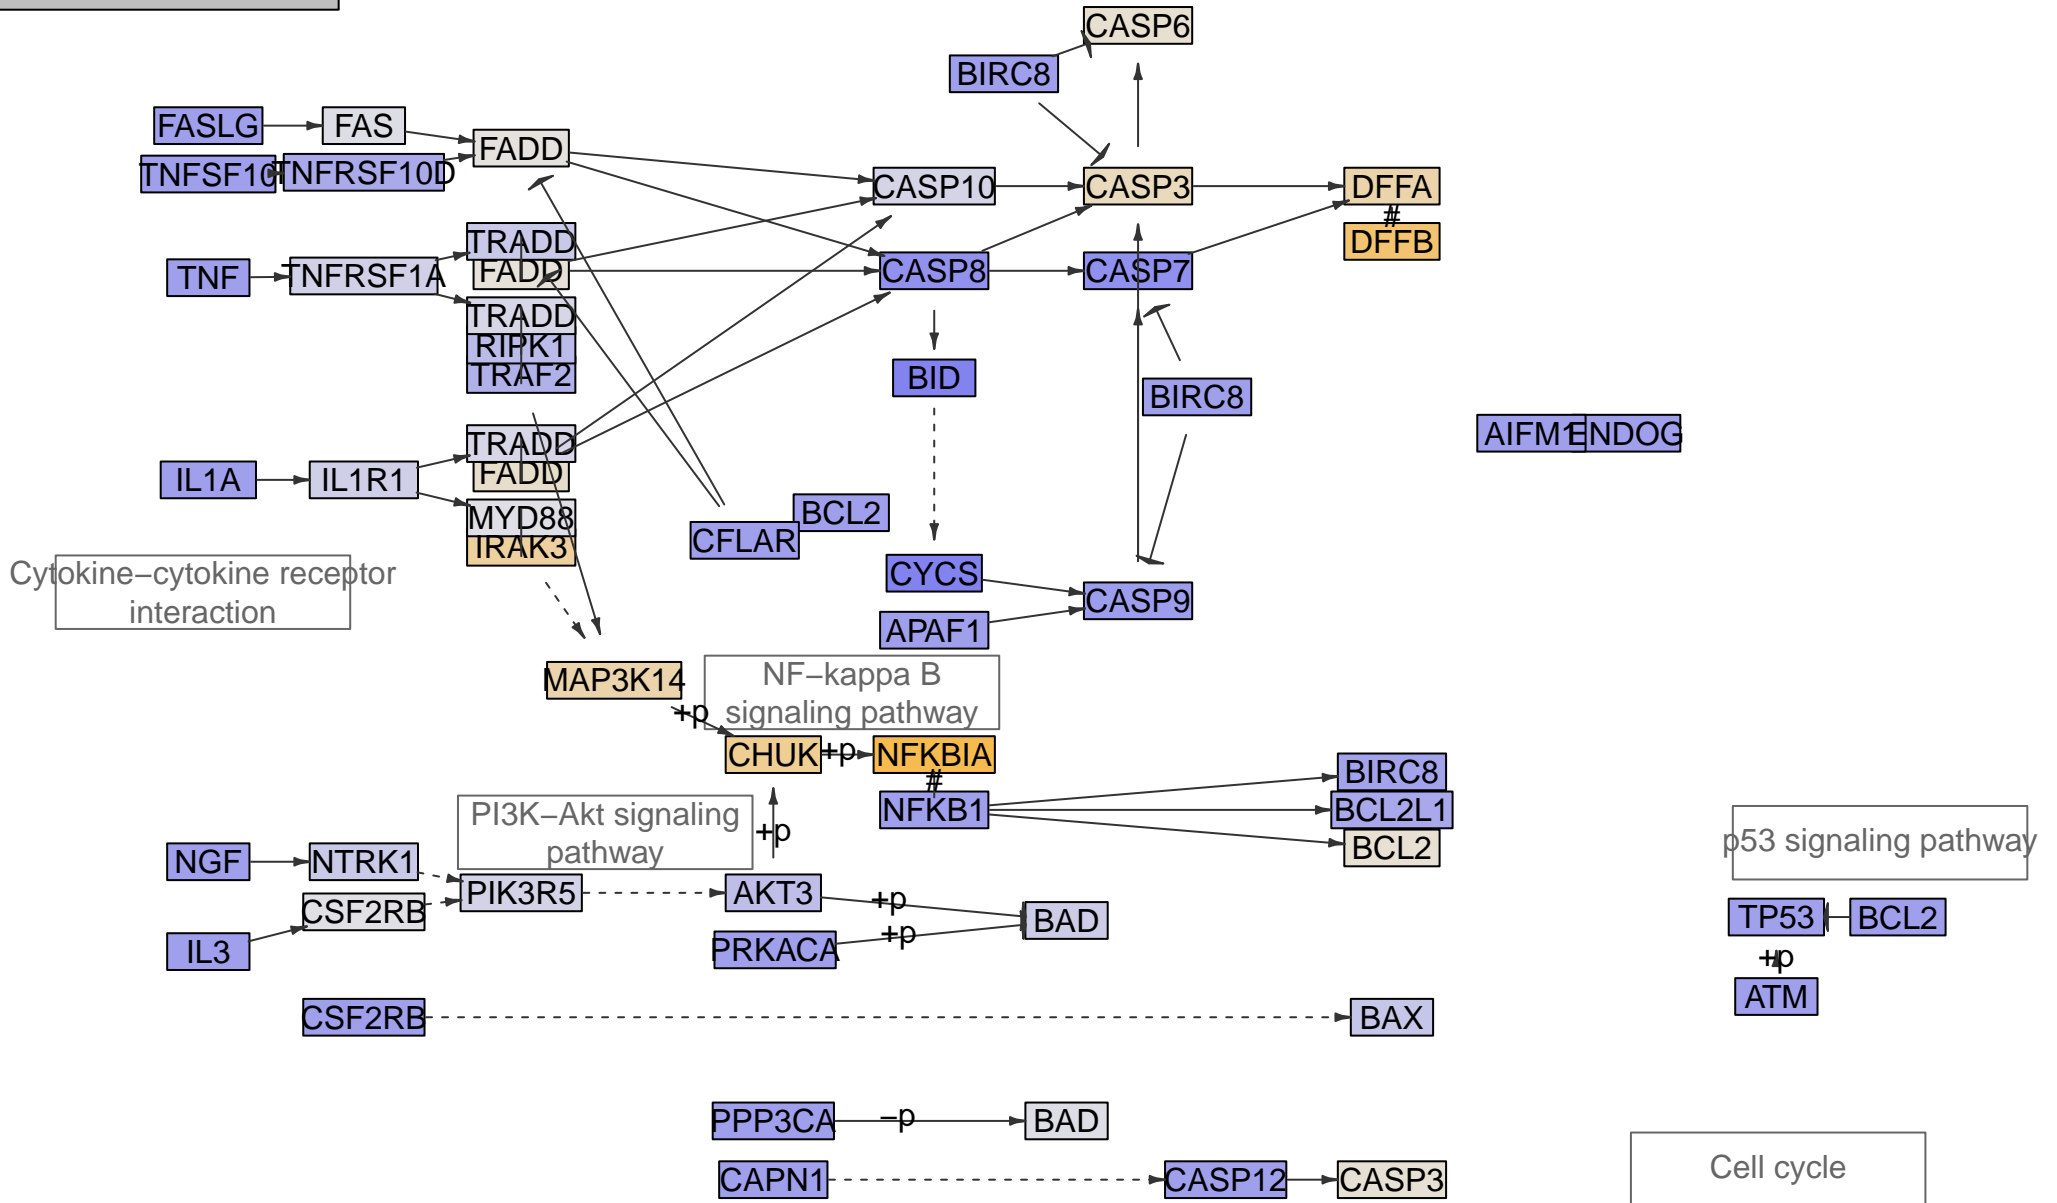 CASP6
BIRC8
FASLG
FAS
FADD
TNFSF10
TNFRSF10D
CASP10
CASP3
DFFA
#
DFFB
TRADD
FADD
TNF
TNFRSF1A
CASP8
CASP7
TRADD
RIPK1
TRAF2
BID
BIRC8
AIFM1
ENDOG
TRADD
FADD
IL1A
IL1R1
MYD88
IRAK3
BCL2
CFLAR
CYCS
CASP9
APAF1
Cytokine−cytokine receptor
interaction
MAP3K14
NF−kappa B
signaling pathway
+p
CHUK
+p
NFKBIA
#
NFKB1
BIRC8
BCL2L1
BCL2
PI3K−Akt signaling
pathway
+p
p53 signaling pathway
NGF
NTRK1
CSF2RB
PIK3R5
AKT3
+p
BAD
+p
PRKACA
IL3
TP53
BCL2
+p
ATM
CSF2RB
BAX
PPP3CA
−p
BAD
CAPN1
CASP12
CASP3
Cell cycle